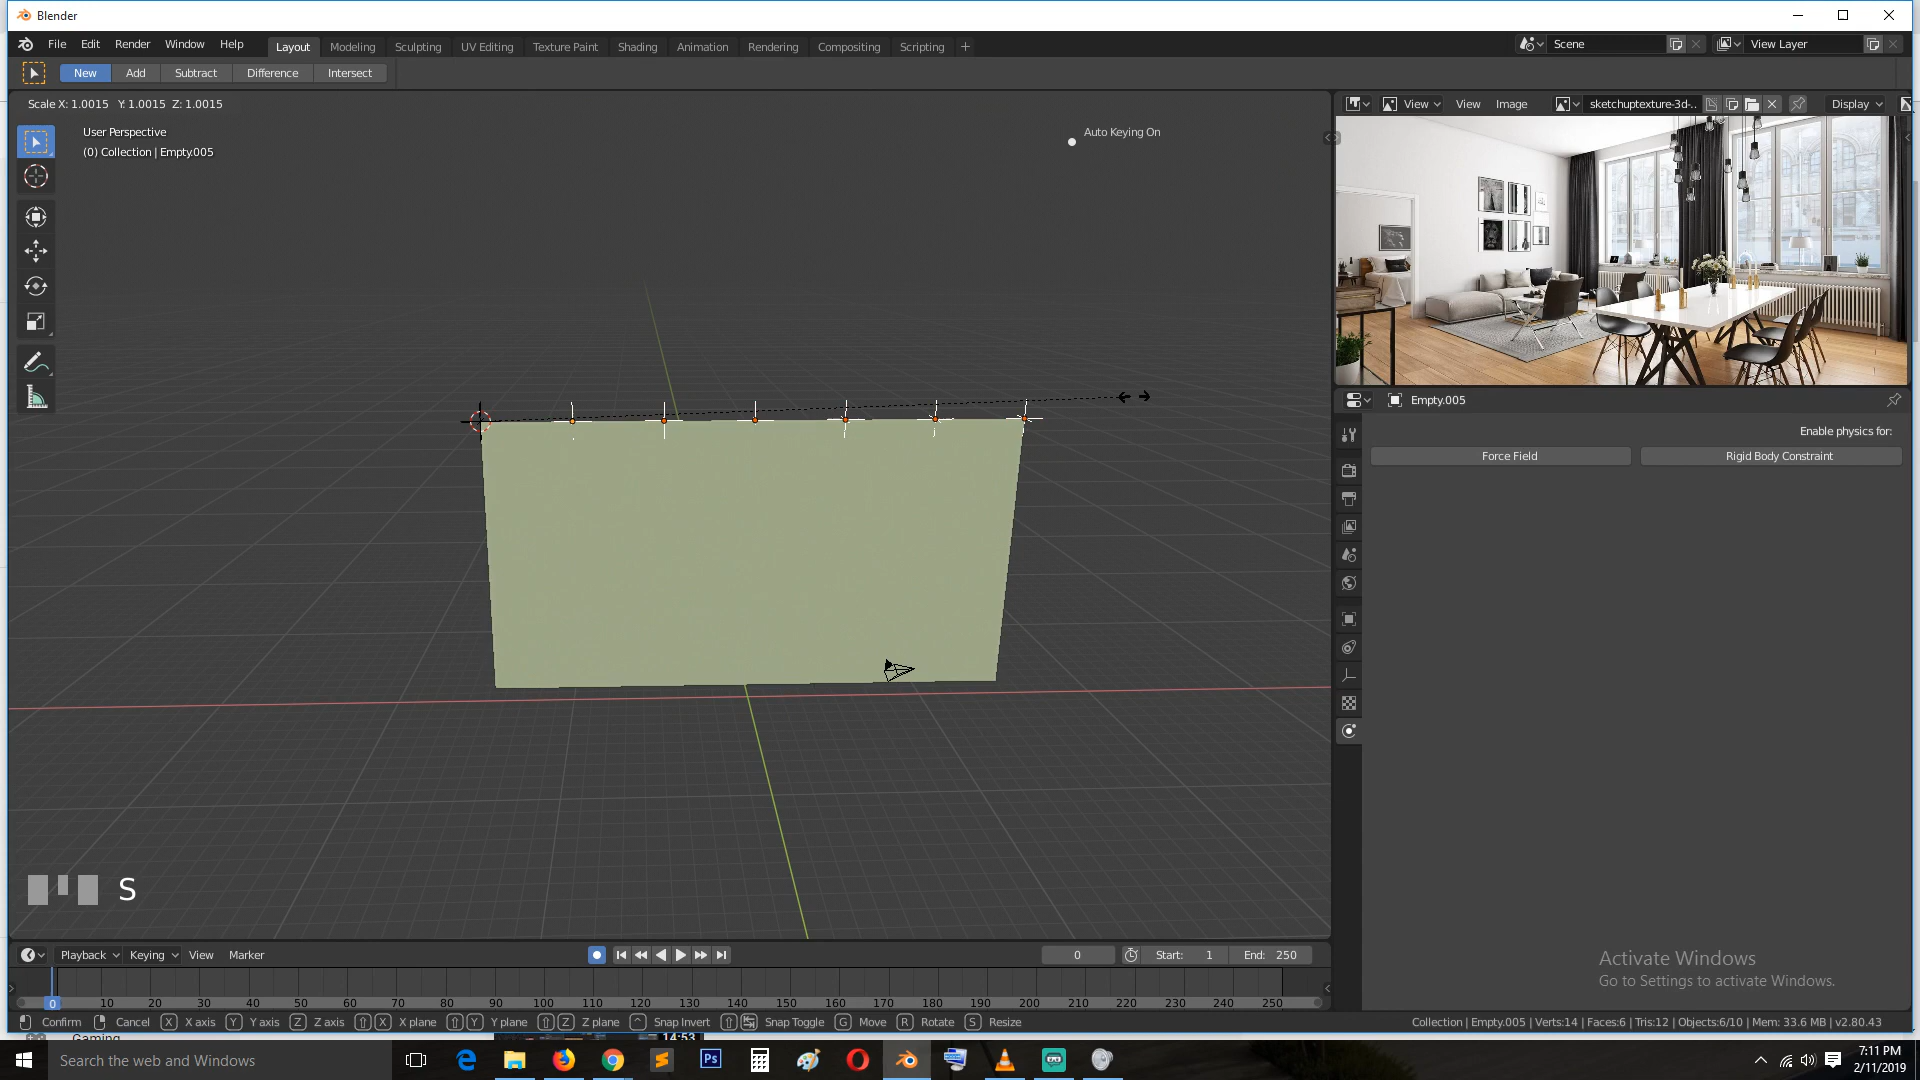 Blender
File Edit Render Window Help Layout Modeling Sculpting UV Editing Texture Paint Shading Animation Rendering Compositing Scripting + Scene View Layer
New Add Subtract Difference Intersect
Scale X: 1.0015 Y: 1.0015 Z: 1.0015
View View Image sketchuptexture-3d-.. Display
User Perspective
(0) Collection | Empty.005
Auto Keying On
Empty.005
Enable physics for:
Force Field Rigid Body Constraint
S
Activate Windows
Go to Settings to activate Windows.
Playback Keying View Marker 0 Start: 1 End: 250
0 10 20 30 40 50 60 70 80 90 100 110 120 130 140 150 160 170 180 190 200 210 220 230 240 250
Confirm Cancel X X axis Y Y axis Z Z axis X X plane Y Y plane Z Z plane Snap Invert Snap Toggle G Move R Rotate S Resize
Collection | Empty.005 | Verts:14 | Faces:6 | Tris:12 | Objects:6/10 | Mem: 33.6 MB | v2.80.43
Gaming 14:53
Search the web and Windows
Ps
7:11 PM
2/11/2019